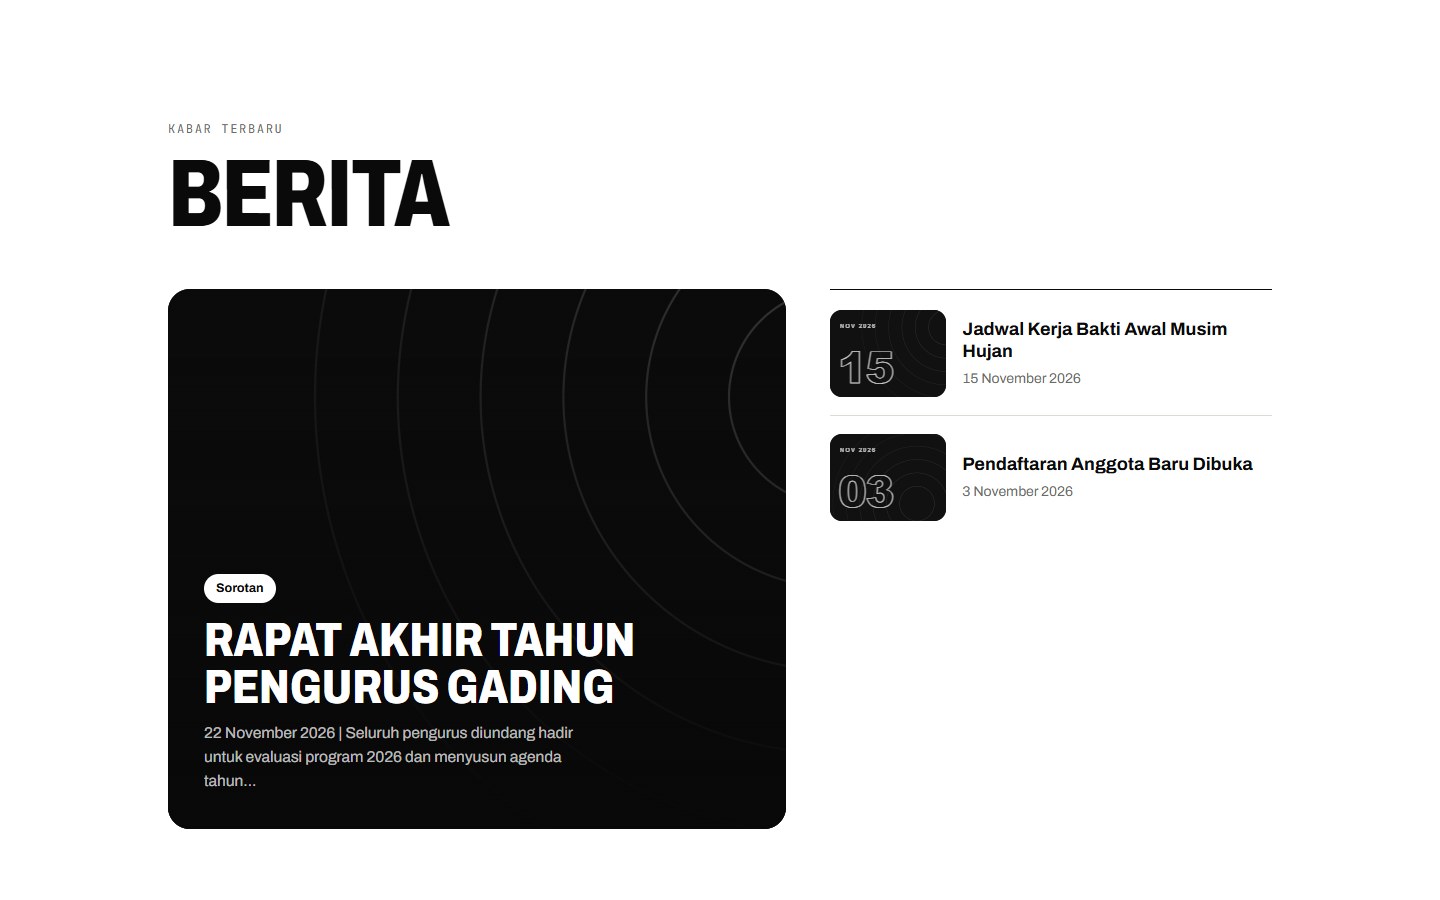 KABAR TERBARU
BERITA
Sorotan
RAPAT AKHIR TAHUN
PENGURUS GADING
22 November 2026 | Seluruh pengurus diundang hadir
untuk evaluasi program 2026 dan menyusun agenda
tahun...
NOV 2026
15
Jadwal Kerja Bakti Awal Musim
Hujan
15 November 2026
NOV 2026
03
Pendaftaran Anggota Baru Dibuka
3 November 2026